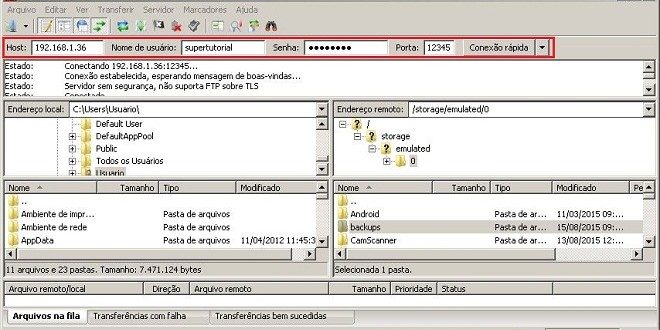 Arquivo Editar Ver Transferir Servidor Marcadores Ajuda
Host: 192.168.1.36 Nome de usuário: supertutorial Senha: ●●●●●●●● Porta: 12345 Conexão rápida
Estado: Conectando 192.168.1.36:12345...
Estado: Conexão estabelecida, esperando mensagem de boas-vindas...
Estado: Servidor sem segurança, não suporta FTP sobre TLS
Estado: Conectado
Endereço local: C:\Users\Usuario\
Default User
DefaultAppPool
Public
Todos os Usuários
Usuario
Endereço remoto: /storage/emulated/0
/
storage
emulated
0
Nome Tamanho Tipo Modificado
..
Ambiente de impr... Pasta de arquivos
Ambiente de rede Pasta de arquivos
AppData Pasta de arquivos 11/04/2012 11:45:3
11 arquivos e 23 pastas. Tamanho: 7.471.124 bytes
Nome Tamanho Tipo Modificado Pe
..
Android Pasta de ar... 11/03/2015 09:...
backups Pasta de ar... 15/08/2015 09:...
CamScanner Pasta de ar... 13/08/2015 12:...
Selecionada 1 pasta.
Arquivo remoto/local Direção Arquivo remoto Tamanho Prioridade Status
Arquivos na fila Transferências com falha Transferências bem sucedidas